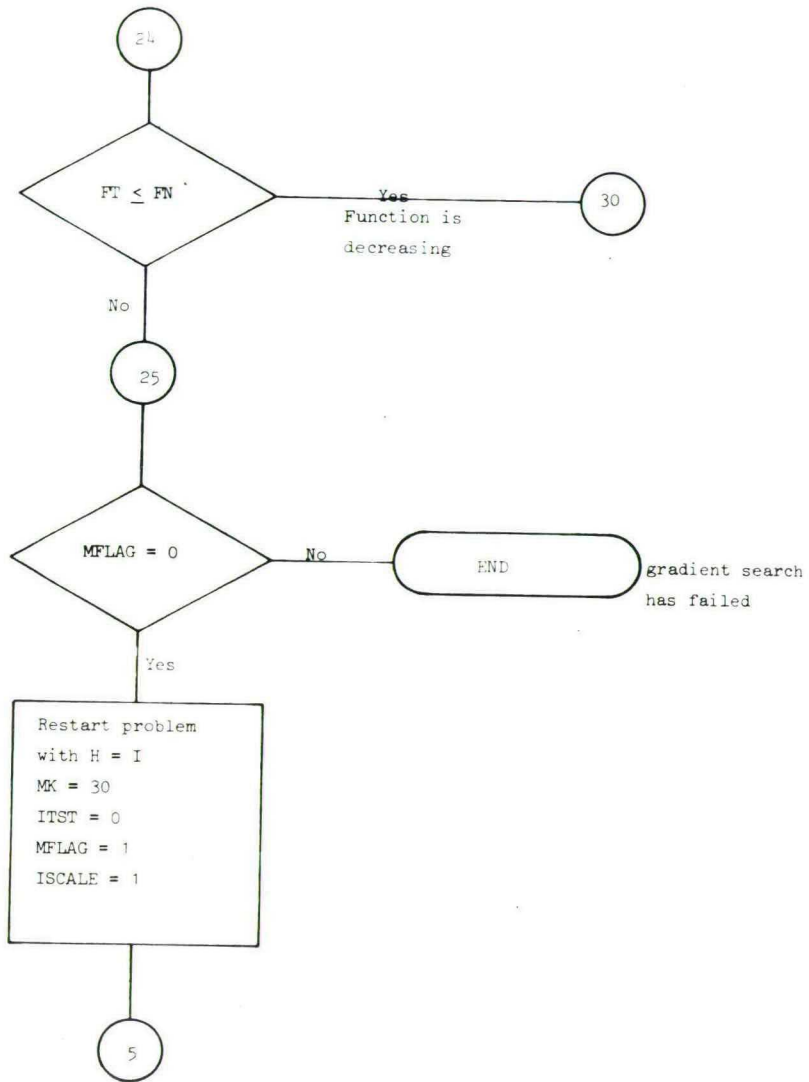 24
FT ≤ FN
Yes
Function is
decreasing
30
No
25
MFLAG = 0
No
END
gradient search
has failed
Yes
Restart problem
with H = I
MK = 30
ITST = 0
MFLAG = 1
ISCALE = 1
5